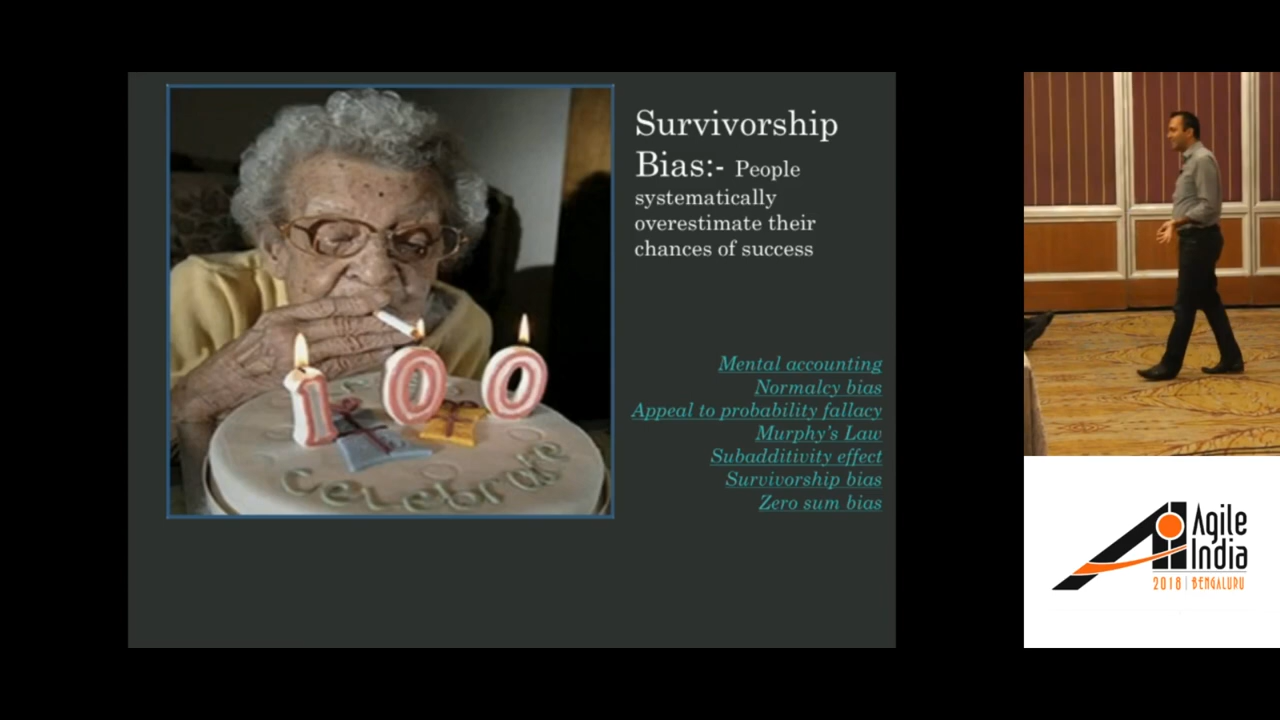 Survivorship
Bias:- People
systematically
overestimate their
chances of success
Mental accounting
Normalcy bias
Appeal to probability fallacy
Murphy's Law
Subadditivity effect
Survivorship bias
Zero sum bias
100
celebrate
Agile
India
2018 | BENGALURU